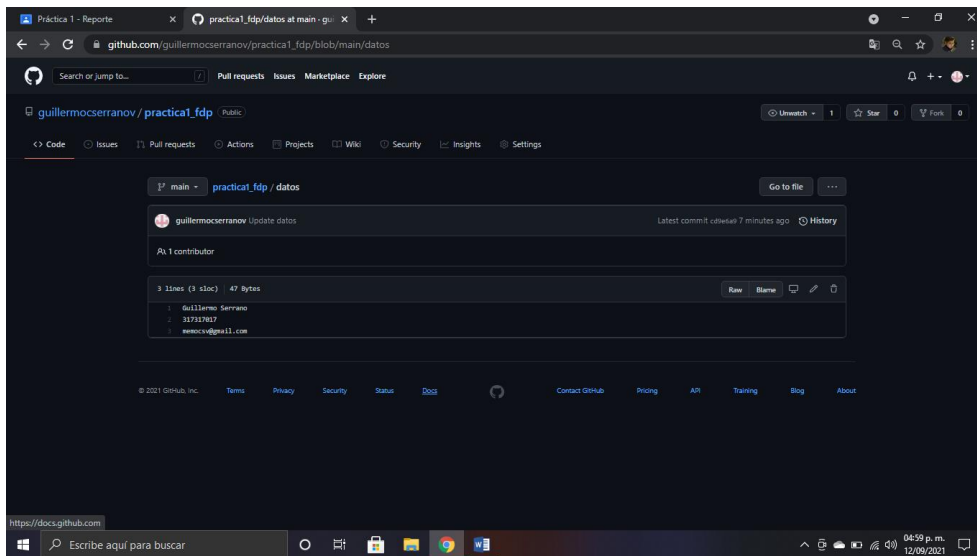 Práctica 1 - Reporte
practica1_fdp/datos at main · gui
github.com/guillermocserranov/practica1_fdp/blob/main/datos
Search or jump to... /
Pull requests Issues Marketplace Explore
guillermocserranov / practica1_fdp Public
Unwatch 1 Star 0 Fork 0
<> Code Issues Pull requests Actions Projects Wiki Security Insights Settings
main practica1_fdp / datos Go to file ...
guillermocserranov Update datos Latest commit cd9e6a9 7 minutes ago History
1 contributor
3 lines (3 sloc) 47 Bytes Raw Blame
1 Guillermo Serrano
2 317317017
3 memocsv@gmail.com
© 2021 GitHub, Inc. Terms Privacy Security Status Docs Contact GitHub Pricing API Training Blog About
https://docs.github.com
Escribe aquí para buscar
04:59 p. m.
12/09/2021